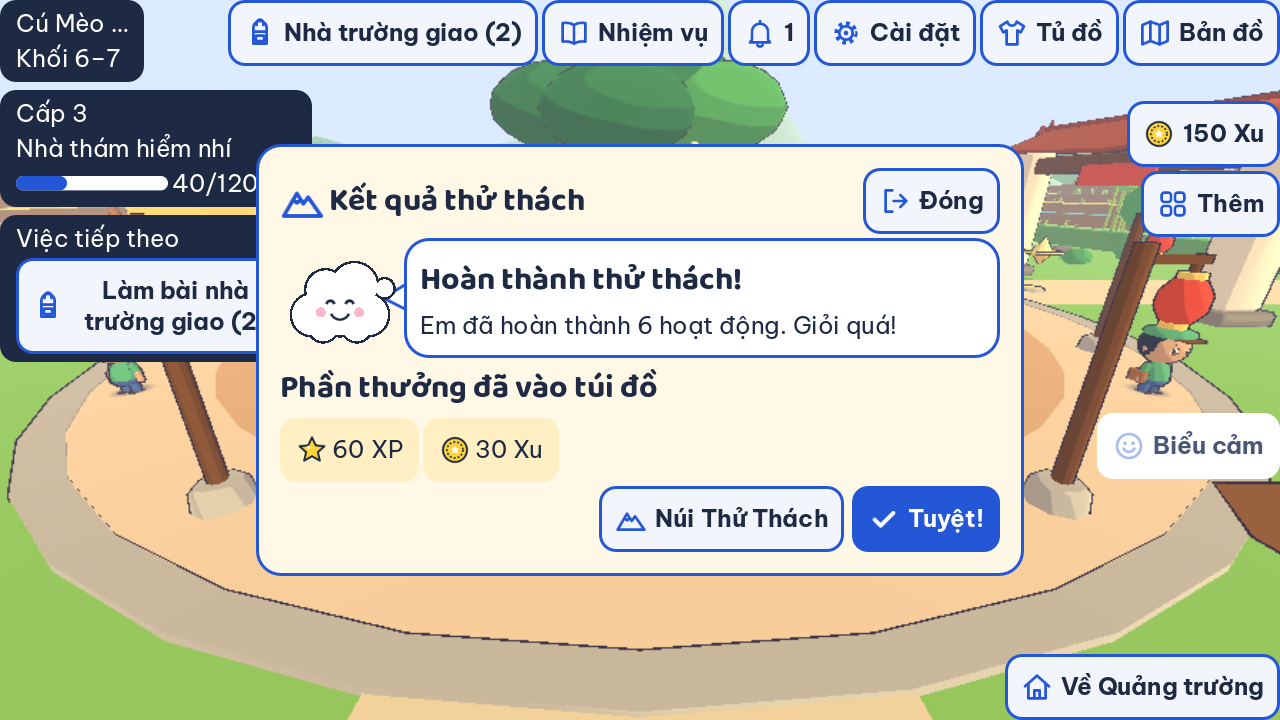 Cú Mèo ...
Khối 6–7
Nhà trường giao (2)
Nhiệm vụ
1
Cài đặt
Tủ đồ
Bản đồ
Cấp 3
Nhà thám hiểm nhí
40/120
150 Xu
Thêm
Việc tiếp theo
Làm bài nhà
trường giao (2
Kết quả thử thách
Đóng
Hoàn thành thử thách!
Em đã hoàn thành 6 hoạt động. Giỏi quá!
Phần thưởng đã vào túi đồ
60 XP
30 Xu
Núi Thử Thách
Tuyệt!
Biểu cảm
Về Quảng trường